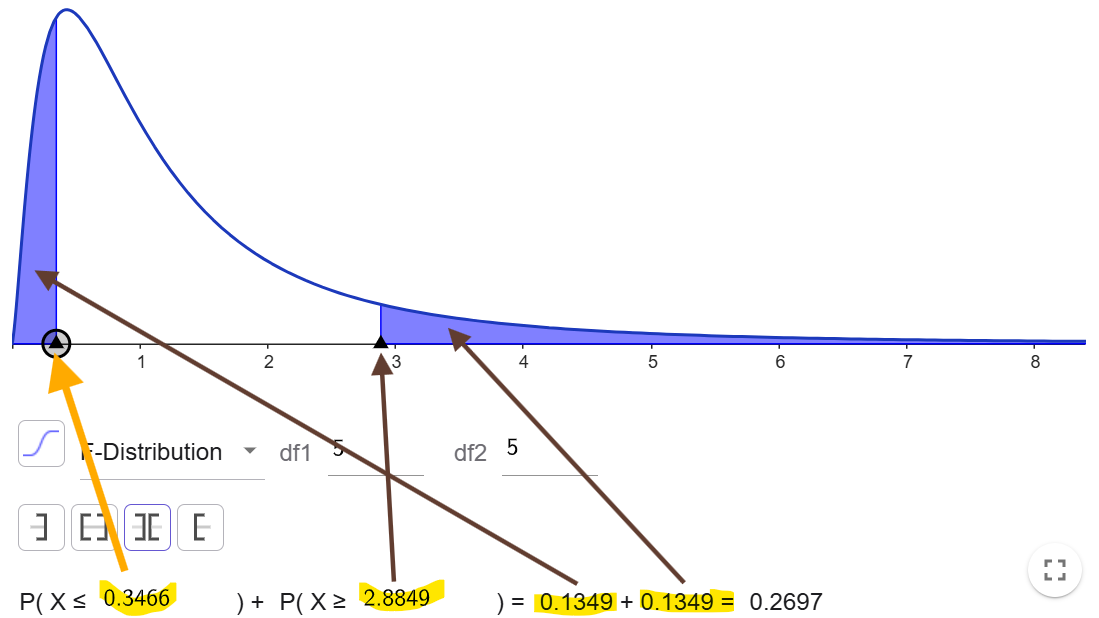 1 2 3 4 5 6 7 8
F-Distribution df1 5 df2 5
P( X ≤ 0.3466 ) + P( X ≥ 2.8849 ) = 0.1349 + 0.1349 = 0.2697